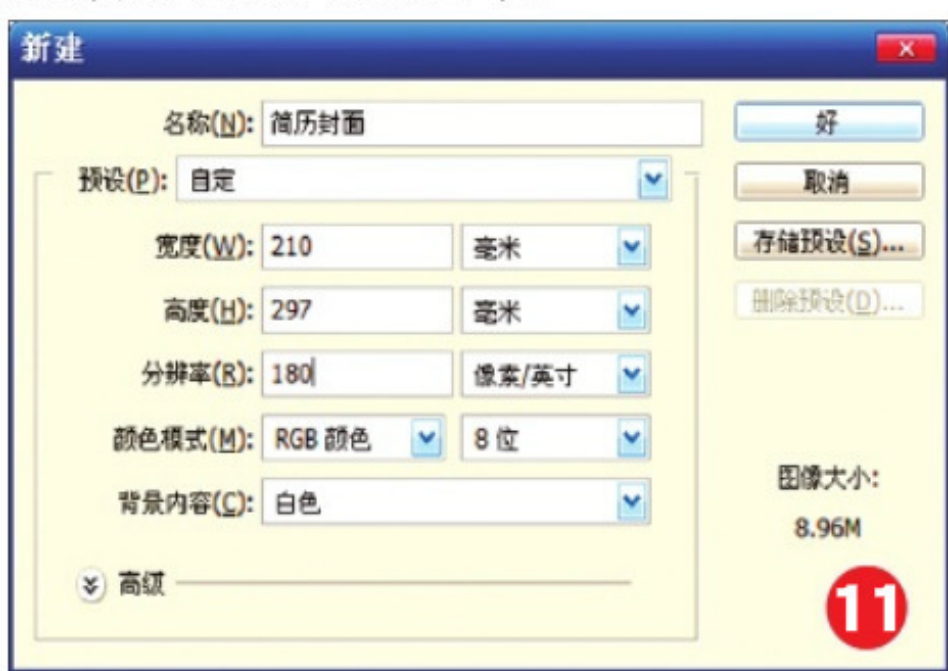 新建
名称(N): 简历封面
好
预设(P): 自定
取消
宽度(W): 210 毫米
存储预设(S)...
高度(H): 297 毫米
删除预设(D)...
分辨率(R): 180 像素/英寸
颜色模式(M): RGB 颜色 8 位
背景内容(C): 白色
图像大小:
8.96M
高级
11